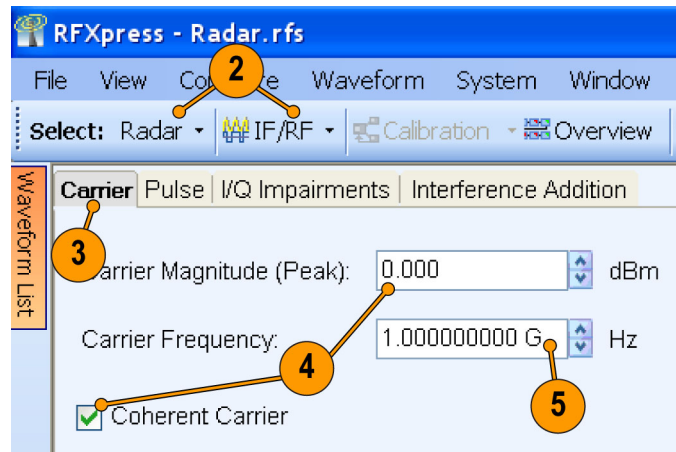 RFXpress - Radar.rfs
File View Co 2 e Waveform System Window
Select: Radar IF/RF Calibration Overview
Waveform List
Carrier Pulse I/Q Impairments Interference Addition
3
arrier Magnitude (Peak): 0.000 dBm
Carrier Frequency: 1.000000000 G Hz
4
5
Coherent Carrier